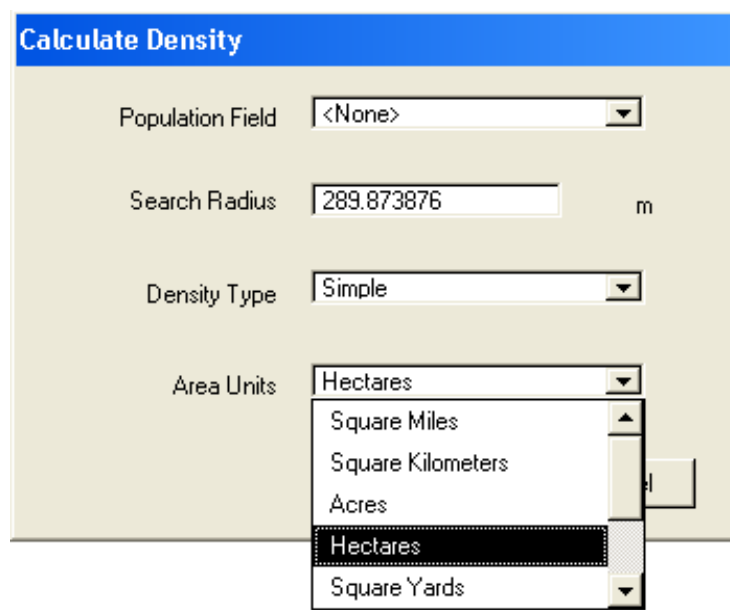 Calculate Density
Population Field <None>
Search Radius 289.873876 m
Density Type Simple
Area Units Hectares
Square Miles
Square Kilometers
Acres
Hectares
Square Yards